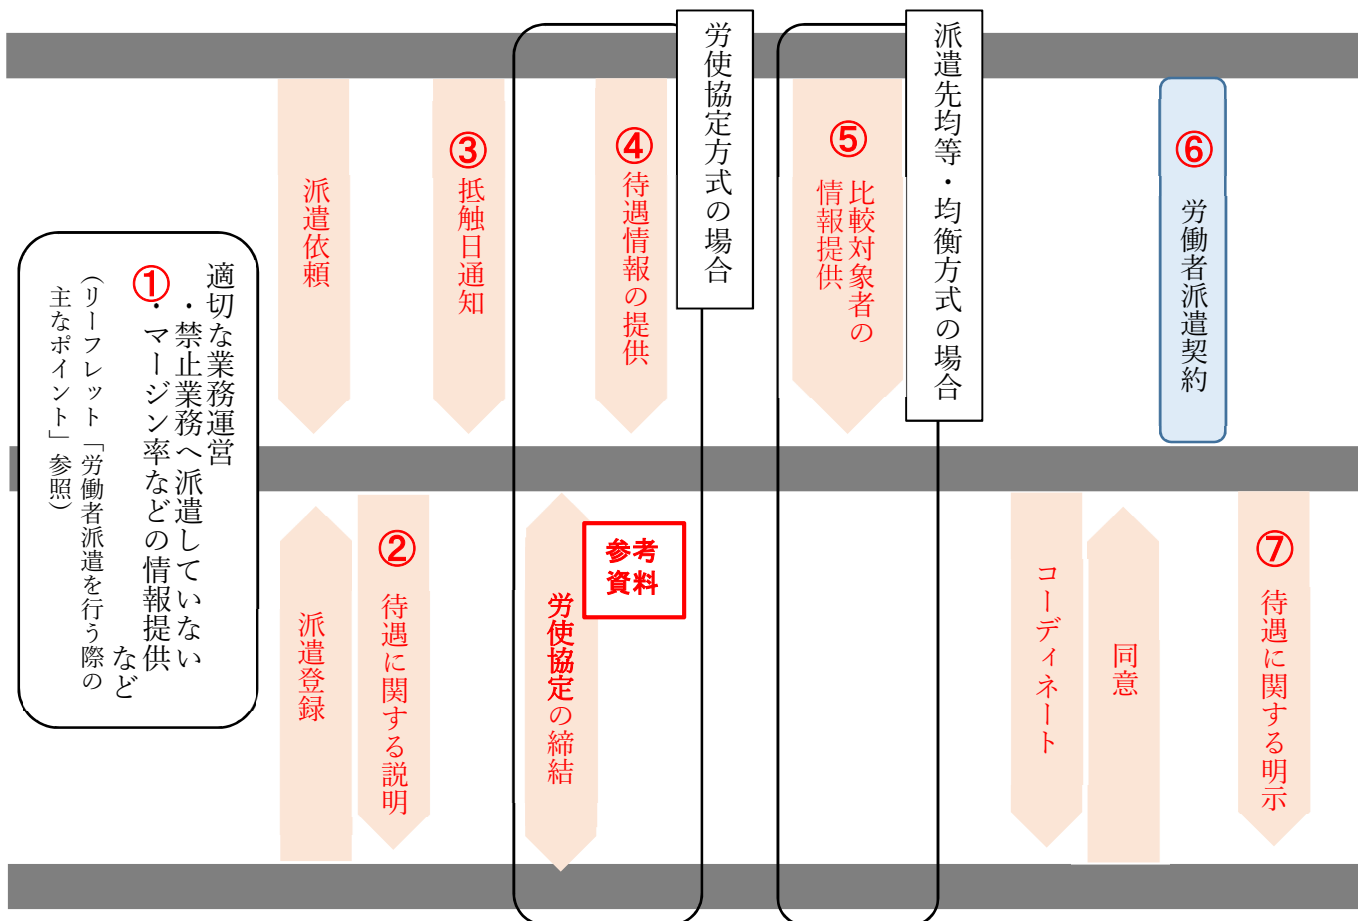 適切な業務運営
・禁止業務へ派遣していない
①・マージン率などの情報提供
など
(リーフレット「労働者派遣を行う際の
主なポイント」参照)
派遣依頼
派遣登録
②待遇に関する説明
③抵触日通知
労使協定方式の場合
④待遇情報の提供
参考
資料
労使協定の締結
派遣先均等・均衡方式の場合
⑤比較対象者の
情報提供
コーディネート
同意
⑥労働者派遣契約
⑦待遇に関する明示